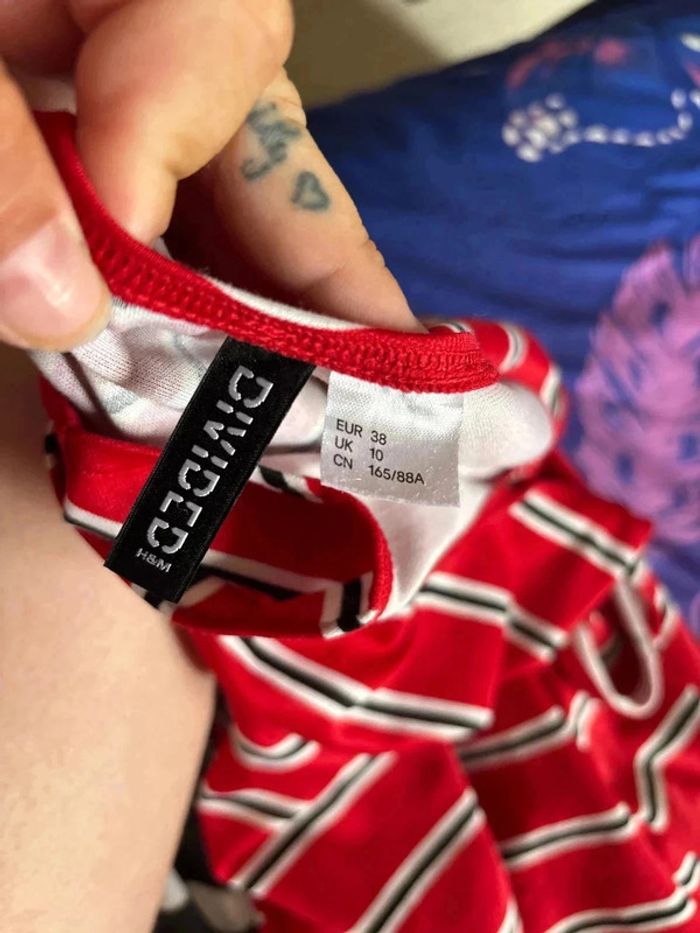 DIVIDED
H&M
EUR 38
UK 10
CN 165/88A